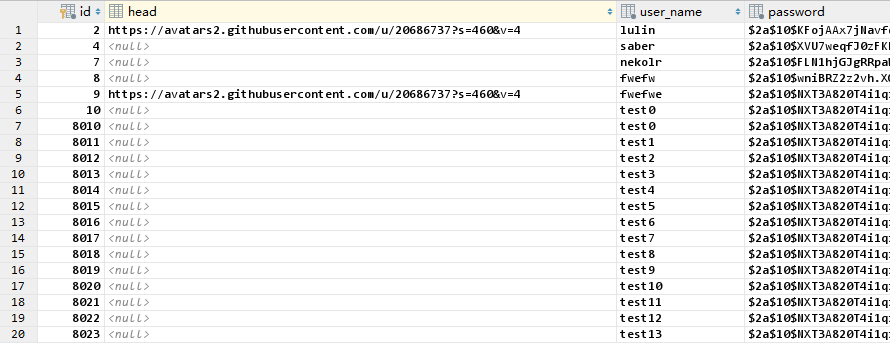 id head user_name password
1 2 https://avatars2.githubusercontent.com/u/20686737?s=460&v=4 lulin $2a$10$KFojAAx7jNavf
2 4 <null> saber $2a$10$XVU7weqfJ0zFK
3 7 <null> nekolr $2a$10$FLN1hjGJgRRpa
4 8 <null> fwefw $2a$10$wniBRZ2z2vh.X
5 9 https://avatars2.githubusercontent.com/u/20686737?s=460&v=4 fwefwe $2a$10$NXT3A820T4i1q
6 10 <null> test0 $2a$10$NXT3A820T4i1q
7 8010 <null> test0 $2a$10$NXT3A820T4i1q
8 8011 <null> test1 $2a$10$NXT3A820T4i1q
9 8012 <null> test2 $2a$10$NXT3A820T4i1q
10 8013 <null> test3 $2a$10$NXT3A820T4i1q
11 8014 <null> test4 $2a$10$NXT3A820T4i1q
12 8015 <null> test5 $2a$10$NXT3A820T4i1q
13 8016 <null> test6 $2a$10$NXT3A820T4i1q
14 8017 <null> test7 $2a$10$NXT3A820T4i1q
15 8018 <null> test8 $2a$10$NXT3A820T4i1q
16 8019 <null> test9 $2a$10$NXT3A820T4i1q
17 8020 <null> test10 $2a$10$NXT3A820T4i1q
18 8021 <null> test11 $2a$10$NXT3A820T4i1q
19 8022 <null> test12 $2a$10$NXT3A820T4i1q
20 8023 <null> test13 $2a$10$NXT3A820T4i1q